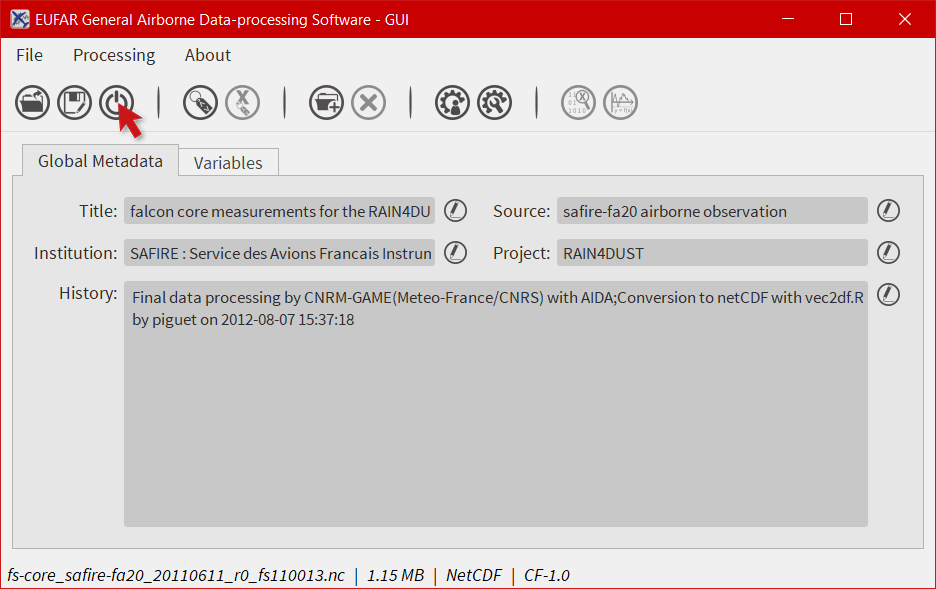 EUFAR General Airborne Data-processing Software - GUI
File Processing About
Global Metadata Variables
Title: falcon core measurements for the RAIN4DU Source: safire-fa20 airborne observation
Institution: SAFIRE : Service des Avions Francais Instrun Project: RAIN4DUST
History: Final data processing by CNRM-GAME(Meteo-France/CNRS) with AIDA;Conversion to netCDF with vec2df.R
by piguet on 2012-08-07 15:37:18
fs-core_safire-fa20_20110611_r0_fs110013.nc | 1.15 MB | NetCDF | CF-1.0